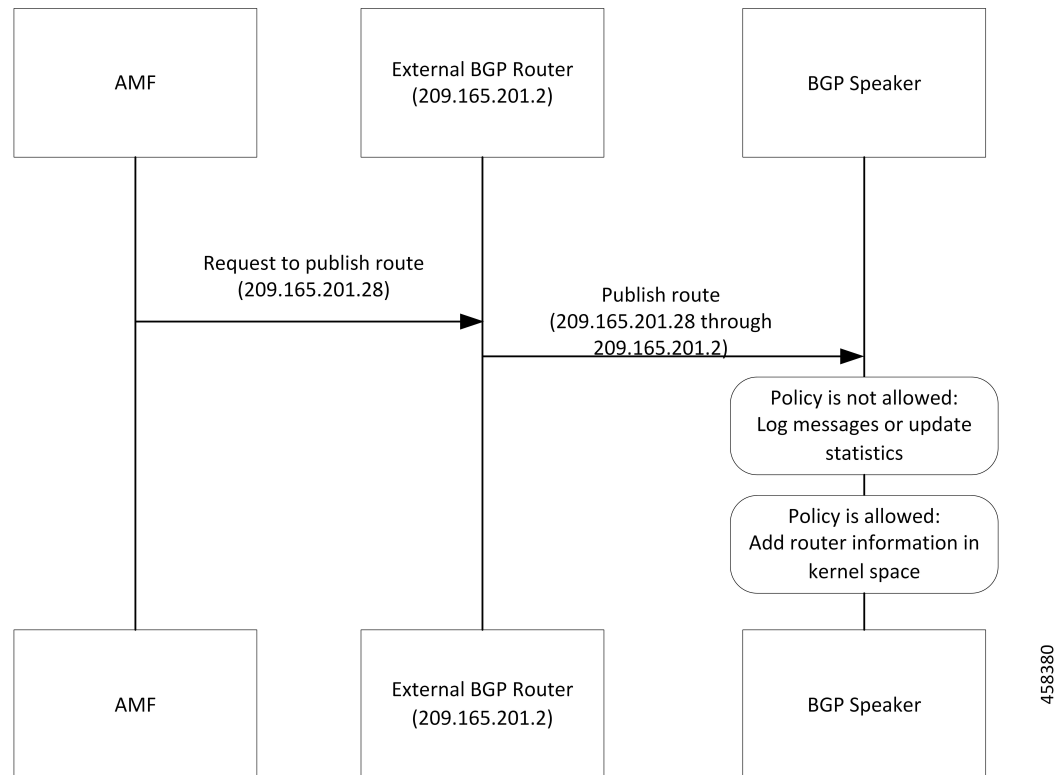 AMF
External BGP Router
(209.165.201.2)
BGP Speaker
Request to publish route
(209.165.201.28)
Publish route
(209.165.201.28 through
209.165.201.2)
Policy is not allowed:
Log messages or update
statistics
Policy is allowed:
Add router information in
kernel space
AMF
External BGP Router
(209.165.201.2)
BGP Speaker
458380